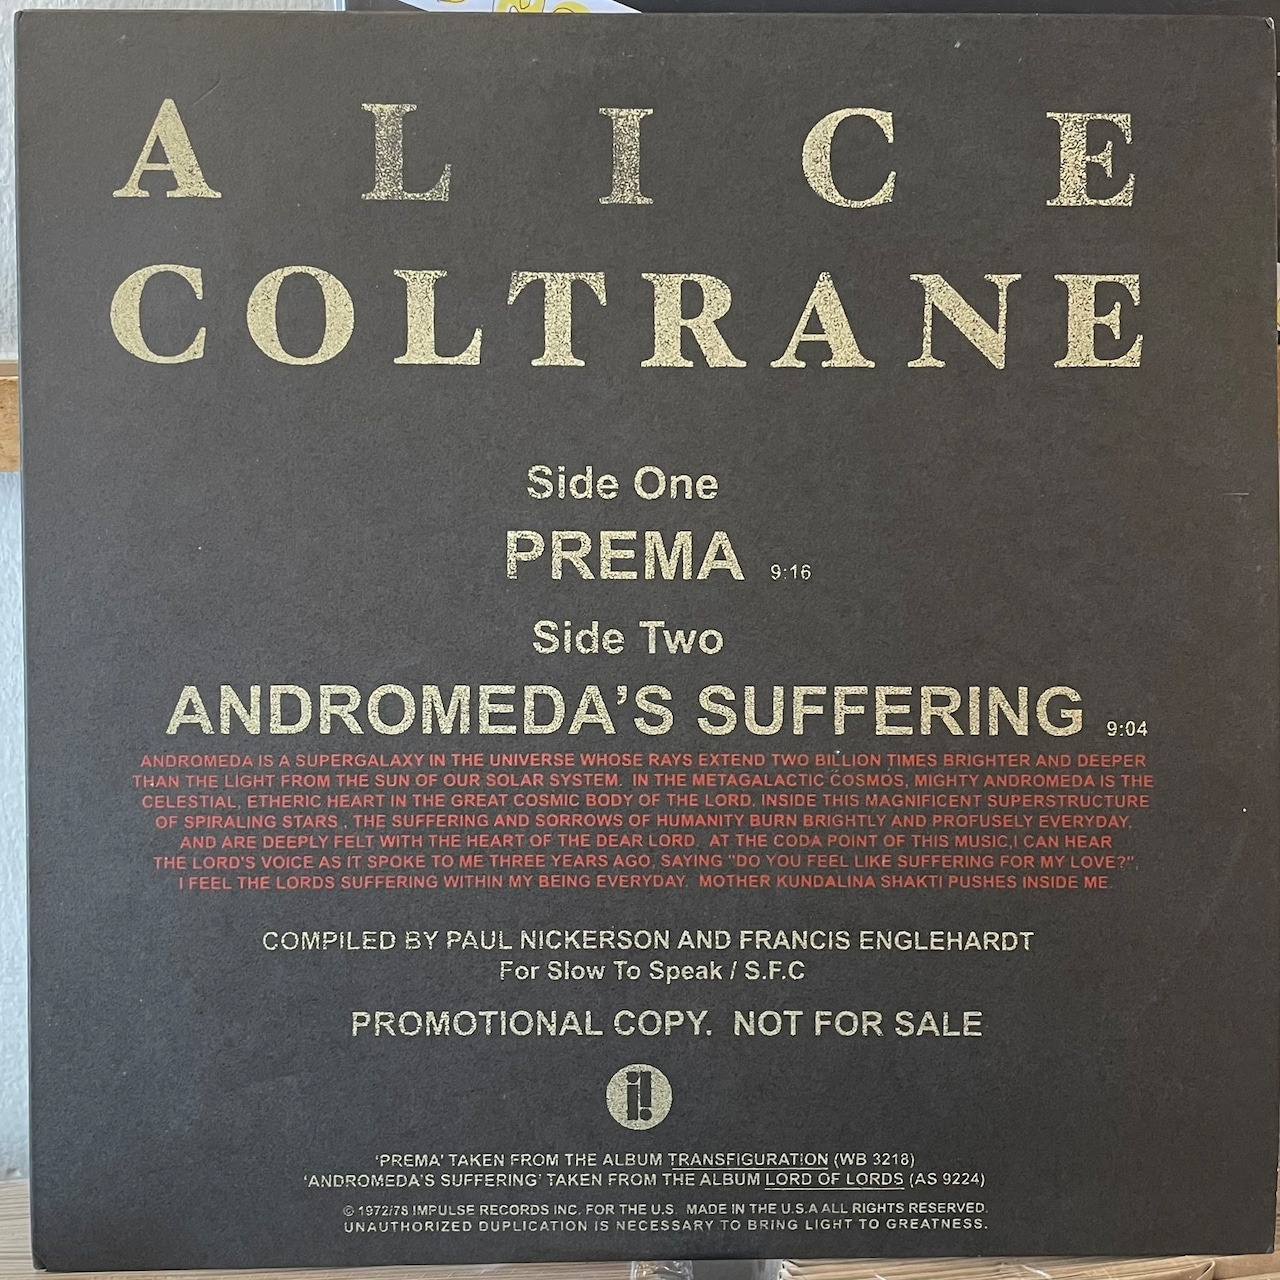 ALICE
COLTRANE
Side One
PREMA 9:16
Side Two
ANDROMEDA'S SUFFERING 9:04
ANDROMEDA IS A SUPERGALAXY IN THE UNIVERSE WHOSE RAYS EXTEND TWO BILLION TIMES BRIGHTER AND DEEPER
THAN THE LIGHT FROM THE SUN OF OUR SOLAR SYSTEM. IN THE METAGALACTIC COSMOS, MIGHTY ANDROMEDA IS THE
CELESTIAL, ETHERIC HEART IN THE GREAT COSMIC BODY OF THE LORD. INSIDE THIS MAGNIFICENT SUPERSTRUCTURE
OF SPIRALING STARS , THE SUFFERING AND SORROWS OF HUMANITY BURN BRIGHTLY AND PROFUSELY EVERYDAY,
AND ARE DEEPLY FELT WITH THE HEART OF THE DEAR LORD. AT THE CODA POINT OF THIS MUSIC,I CAN HEAR
THE LORD'S VOICE AS IT SPOKE TO ME THREE YEARS AGO, SAYING "DO YOU FEEL LIKE SUFFERING FOR MY LOVE?".
I FEEL THE LORDS SUFFERING WITHIN MY BEING EVERYDAY. MOTHER KUNDALINA SHAKTI PUSHES INSIDE ME.
COMPILED BY PAUL NICKERSON AND FRANCIS ENGLEHARDT
For Slow To Speak / S.F.C
PROMOTIONAL COPY. NOT FOR SALE
i!
'PREMA' TAKEN FROM THE ALBUM TRANSFIGURATION (WB 3218)
'ANDROMEDA'S SUFFERING' TAKEN FROM THE ALBUM LORD OF LORDS (AS 9224)
© 1972/78 IMPULSE RECORDS INC. FOR THE U.S. MADE IN THE U.S.A ALL RIGHTS RESERVED.
UNAUTHORIZED DUPLICATION IS NECESSARY TO BRING LIGHT TO GREATNESS.